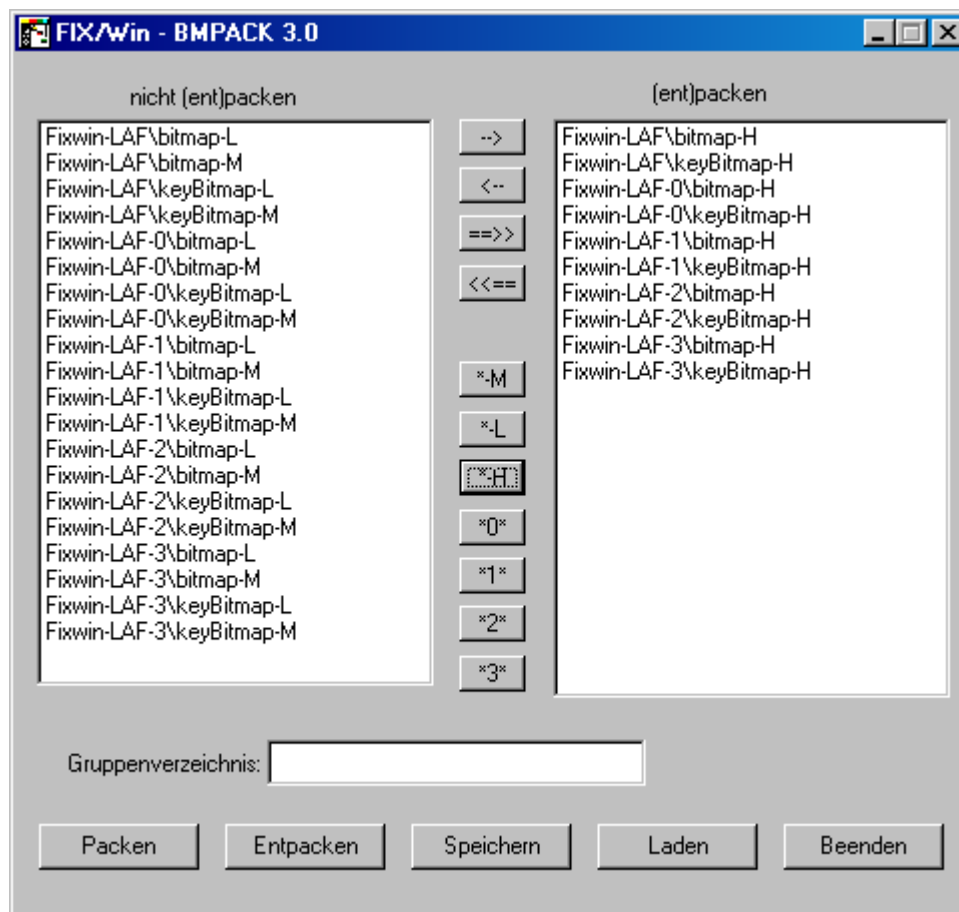 FIX/Win - BMPACK 3.0
nicht (ent)packen
Fixwin-LAF\bitmap-L
Fixwin-LAF\bitmap-M
Fixwin-LAF\keyBitmap-L
Fixwin-LAF\keyBitmap-M
Fixwin-LAF-0\bitmap-L
Fixwin-LAF-0\bitmap-M
Fixwin-LAF-0\keyBitmap-L
Fixwin-LAF-0\keyBitmap-M
Fixwin-LAF-1\bitmap-L
Fixwin-LAF-1\bitmap-M
Fixwin-LAF-1\keyBitmap-L
Fixwin-LAF-1\keyBitmap-M
Fixwin-LAF-2\bitmap-L
Fixwin-LAF-2\bitmap-M
Fixwin-LAF-2\keyBitmap-L
Fixwin-LAF-2\keyBitmap-M
Fixwin-LAF-3\bitmap-L
Fixwin-LAF-3\bitmap-M
Fixwin-LAF-3\keyBitmap-L
Fixwin-LAF-3\keyBitmap-M
-->
<--
==>>
<<==
*-M
*-L
*-H
*0*
*1*
*2*
*3*
(ent)packen
Fixwin-LAF\bitmap-H
Fixwin-LAF\keyBitmap-H
Fixwin-LAF-0\bitmap-H
Fixwin-LAF-0\keyBitmap-H
Fixwin-LAF-1\bitmap-H
Fixwin-LAF-1\keyBitmap-H
Fixwin-LAF-2\bitmap-H
Fixwin-LAF-2\keyBitmap-H
Fixwin-LAF-3\bitmap-H
Fixwin-LAF-3\keyBitmap-H
Gruppenverzeichnis:
Packen
Entpacken
Speichern
Laden
Beenden